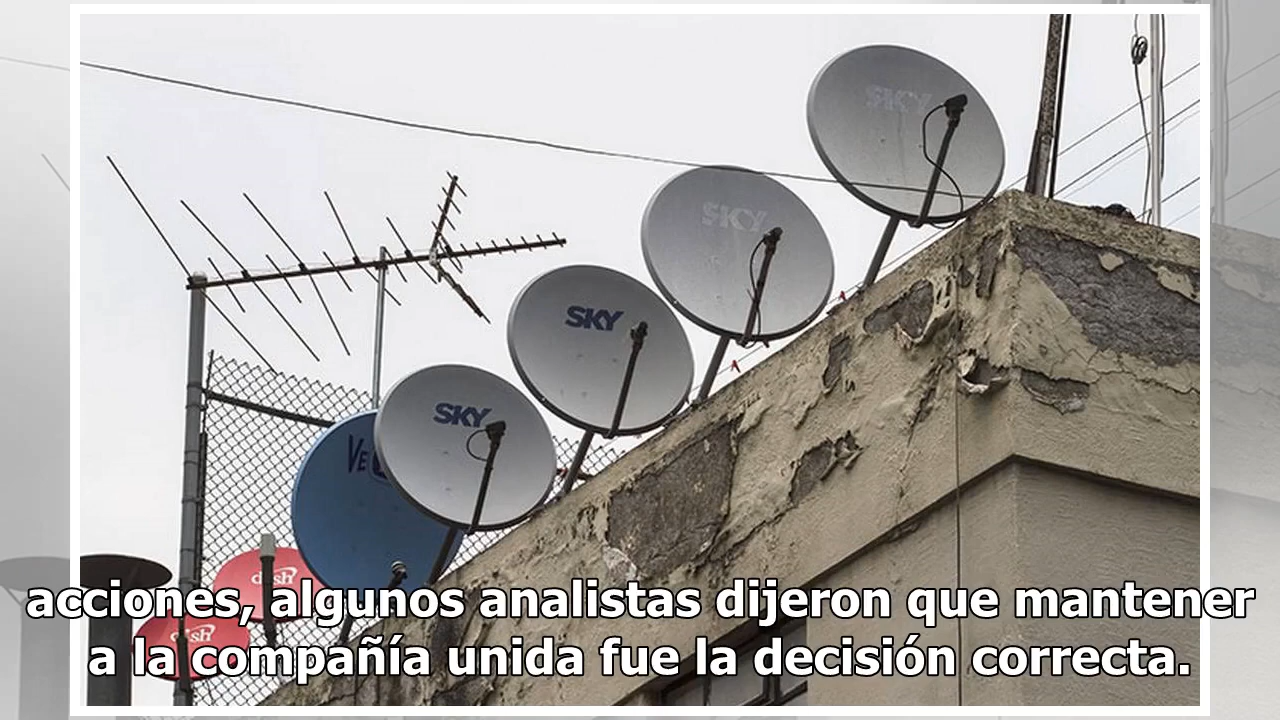 SKY
SKY
SKY
SKY
dish
dish
acciones, algunos analistas dijeron que mantener
a la compañía unida fue la decisión correcta.